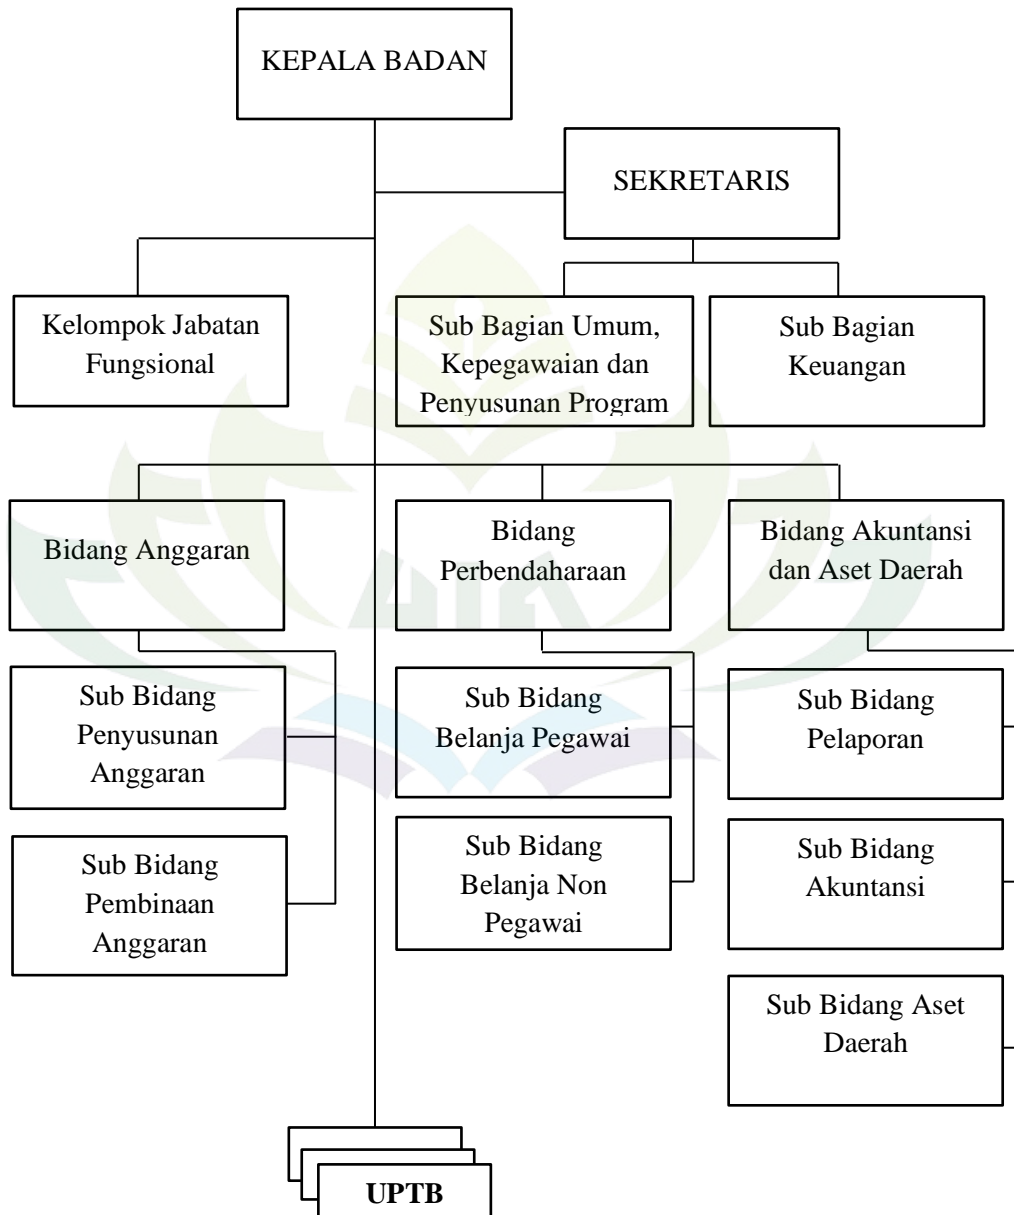 KEPALA BADAN
SEKRETARIS
Kelompok Jabatan
Fungsional
Sub Bagian Umum,
Kepegawaian dan
Penyusunan Program
Sub Bagian
Keuangan
Bidang Anggaran
Bidang
Perbendaharaan
Bidang Akuntansi
dan Aset Daerah
Sub Bidang
Penyusunan
Anggaran
Sub Bidang
Belanja Pegawai
Sub Bidang
Pelaporan
Sub Bidang
Pembinaan
Anggaran
Sub Bidang
Belanja Non
Pegawai
Sub Bidang
Akuntansi
Sub Bidang Aset
Daerah
UPTB